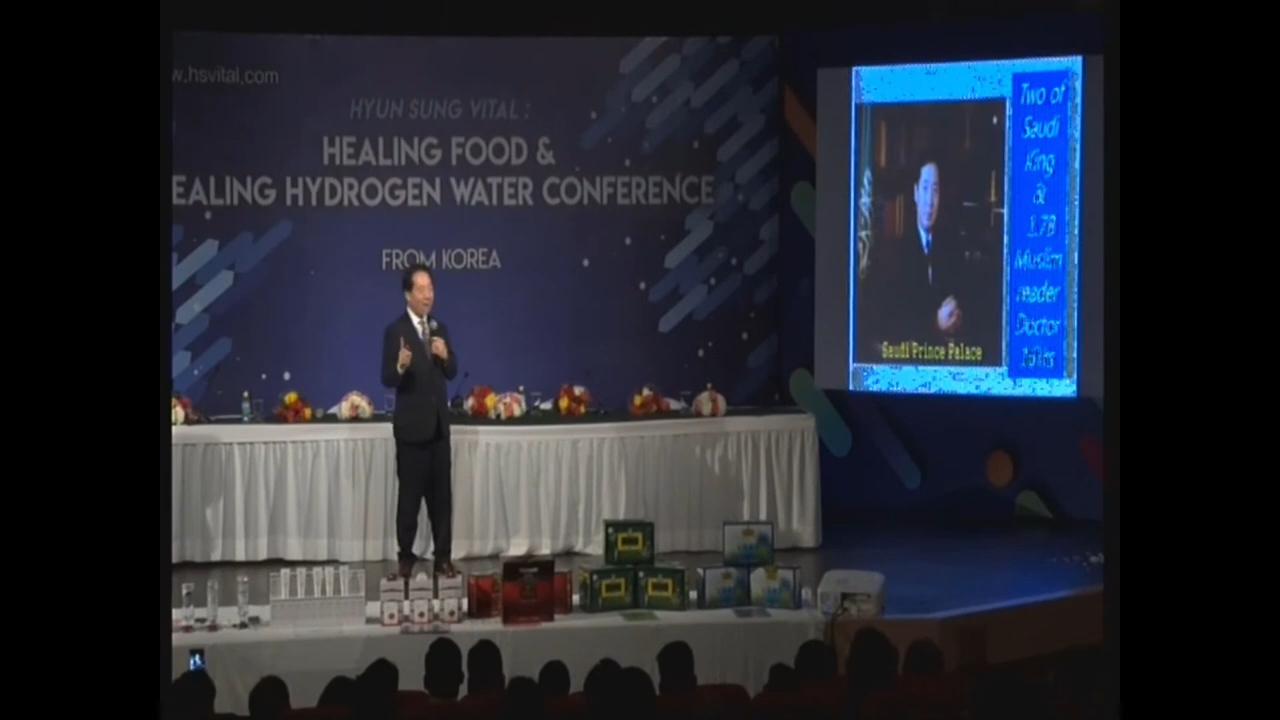 w.hsvital.com
HYUN SUNG VITAL :
HEALING FOOD &
EALING HYDROGEN WATER CONFERENCE
FROM KOREA
Two of
Saudi
King
&
1.7B
Muslim
reader
Doctor
Saudi Prince Palace